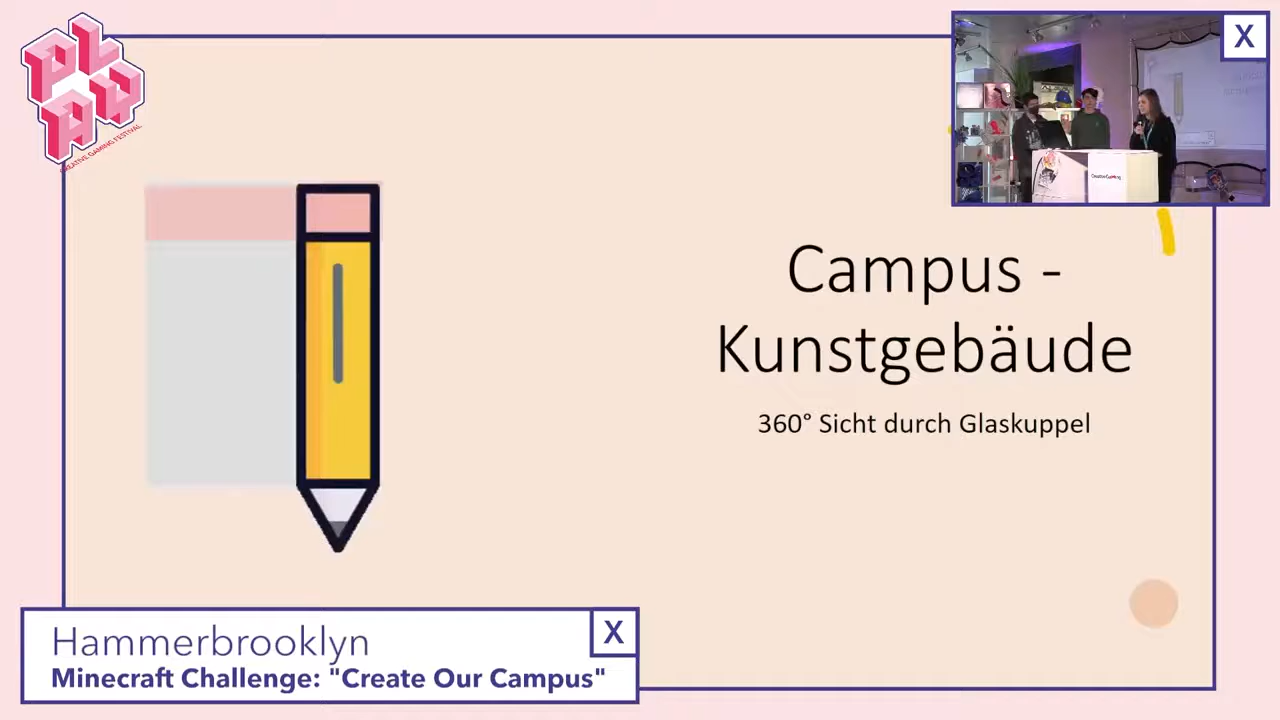 PLAY
CREATIVE GAMING FESTIVAL
X
Campus -
Kunstgebäude
360° Sicht durch Glaskuppel
Hammerbrooklyn
X
Minecraft Challenge: "Create Our Campus"